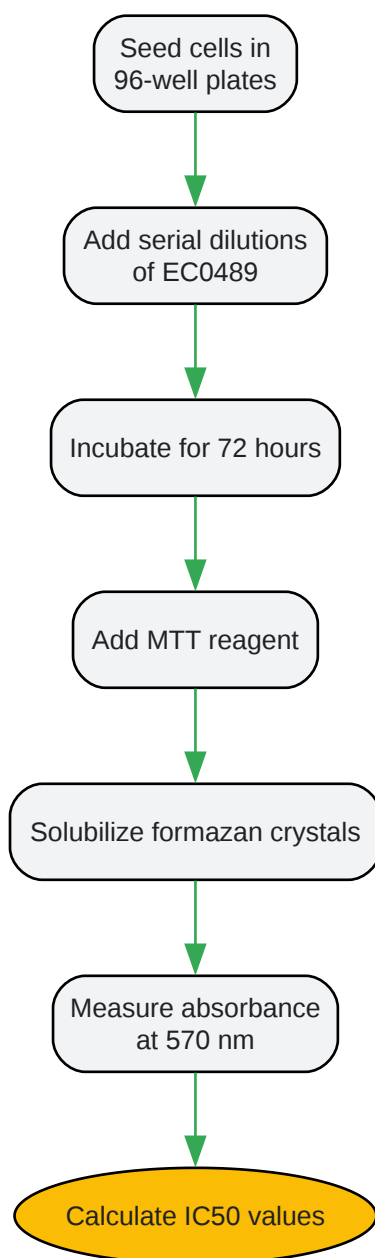 Seed cells in
96-well plates
Add serial dilutions
of EC0489
Incubate for 72 hours
Add MTT reagent
Solubilize formazan crystals
Measure absorbance
at 570 nm
Calculate IC50 values